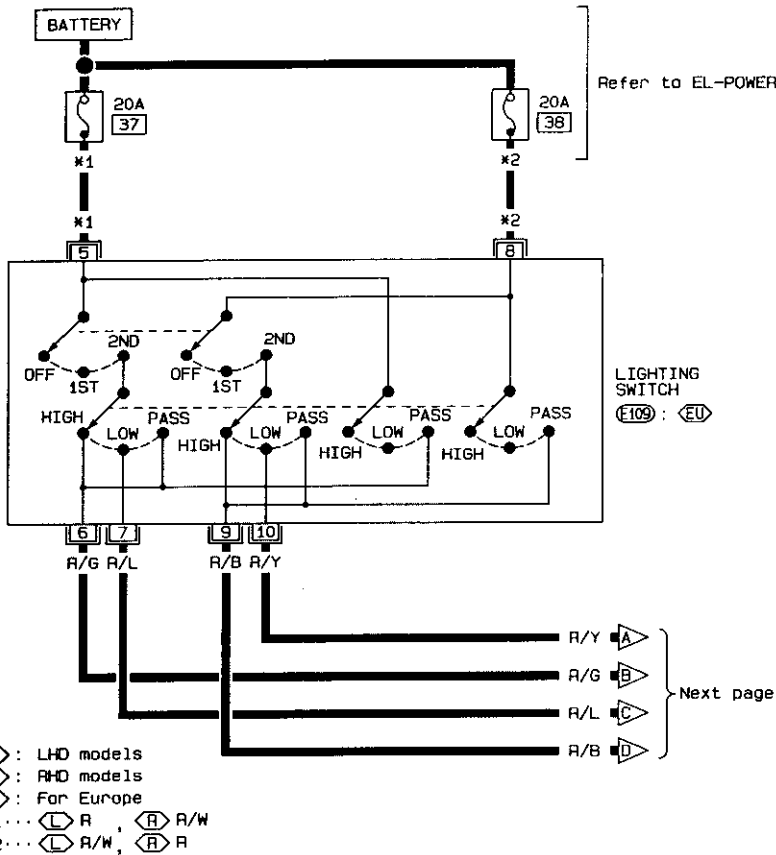 BATTERY
20A
37
20A
38
Refer to EL-POWER
*1
*2
*1
*2
5
8
OFF 1ST 2ND
OFF 1ST 2ND
HIGH LOW PASS
HIGH LOW PASS
HIGH LOW PASS
HIGH LOW PASS
LIGHTING
SWITCH
E109 : EU
6 7 9 10
R/G R/L R/B R/Y
R/Y A
R/G B
R/L C
R/B D
Next page
: LHD models
: RHD models
: For Europe
... L R , R R/W
... L R/W, R R